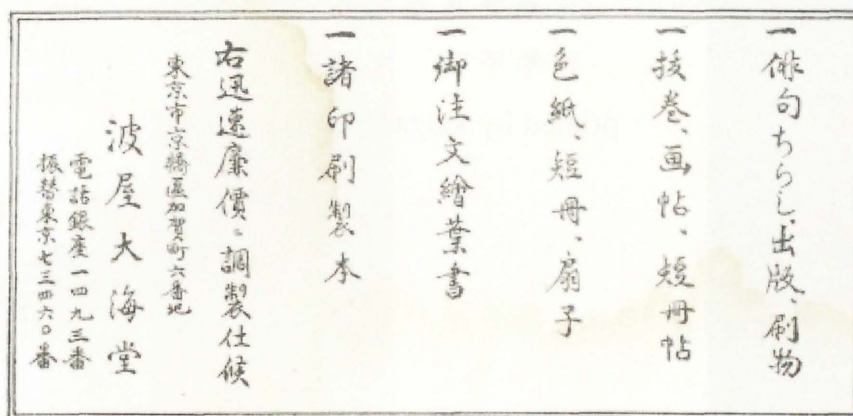 一俳句ちらし、出版、刷物
一抜巻、画帖、短冊帖
一色紙、短冊、扇子
一御注文繪葉書
一諸印刷製本
右迅速廉價ニ調製仕候
東京市京橋區加賀町六番地
波屋大海堂
電話銀座一四九三番
振替東京七三四六〇番